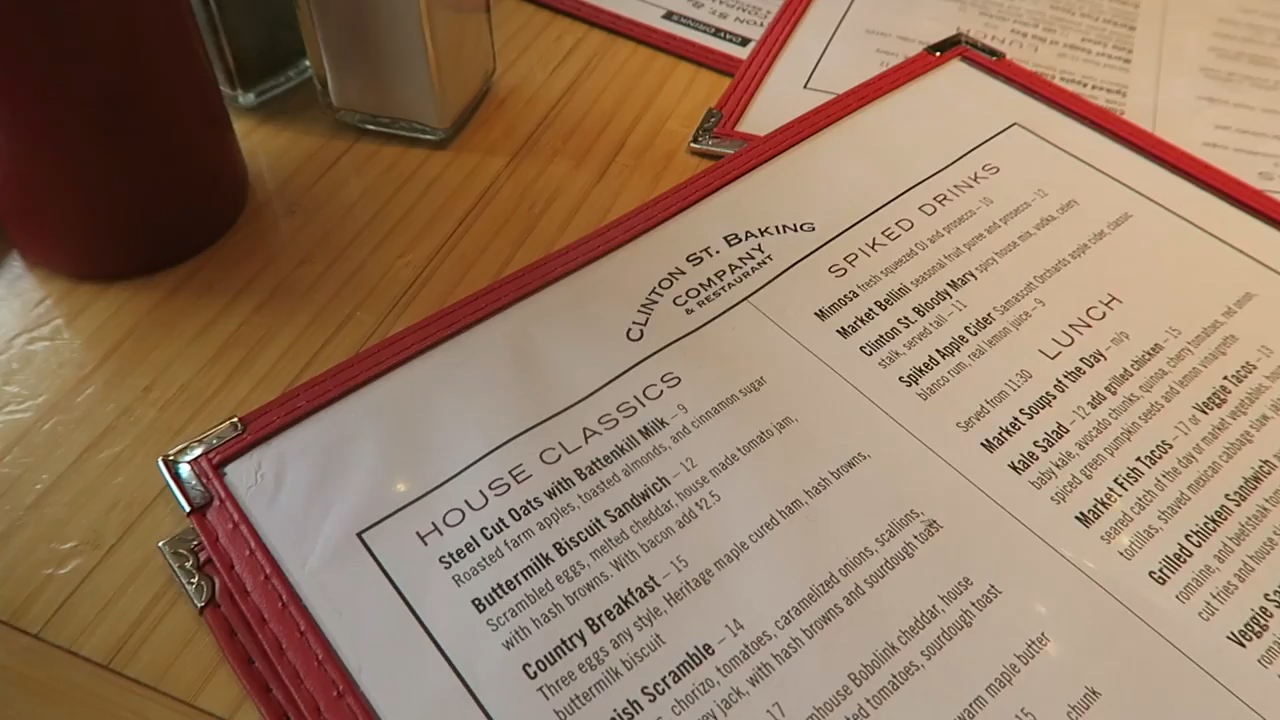 DAY DRINKS
LUNCH
CLINTON ST. BAKING
COMPANY
& RESTAURANT
HOUSE CLASSICS
Steel Cut Oats with Battenkill Milk – 9
Roasted farm apples, toasted almonds, and cinnamon sugar
Buttermilk Biscuit Sandwich – 12
Scrambled eggs, melted cheddar, house made tomato jam,
with hash browns. With bacon add $2.5
Country Breakfast – 15
Three eggs any style, Heritage maple cured ham, hash browns,
buttermilk biscuit
Scramble – 14
chorizo, tomatoes, caramelized onions, scallions,
jack, with hash browns and sourdough toast
17
Bobolink cheddar, house
tomatoes, sourdough toast
warm maple butter
15
chunk
SPIKED DRINKS
Mimosa fresh squeezed OJ and prosecco – 10
Market Bellini seasonal fruit puree and prosecco – 12
Clinton St. Bloody Mary spicy house mix, vodka, celery
stalk, served tall – 11
Spiked Apple Cider Samascott Orchards apple cider, classic
blanco rum, real lemon juice – 9
LUNCH
Served from 11:30
Market Soups of the Day – m/p
Kale Salad – 12 add grilled chicken – 15
baby kale, avocado chunks, quinoa, cherry tomatoes, red onion,
spiced green pumpkin seeds and lemon vinaigrette
Market Fish Tacos – 17 or Veggie Tacos – 13
seared catch of the day or market vegetables,
tortillas, shaved mexican cabbage slaw,
Grilled Chicken Sandwich
romaine, and beefsteak
cut fries and house
Veggie